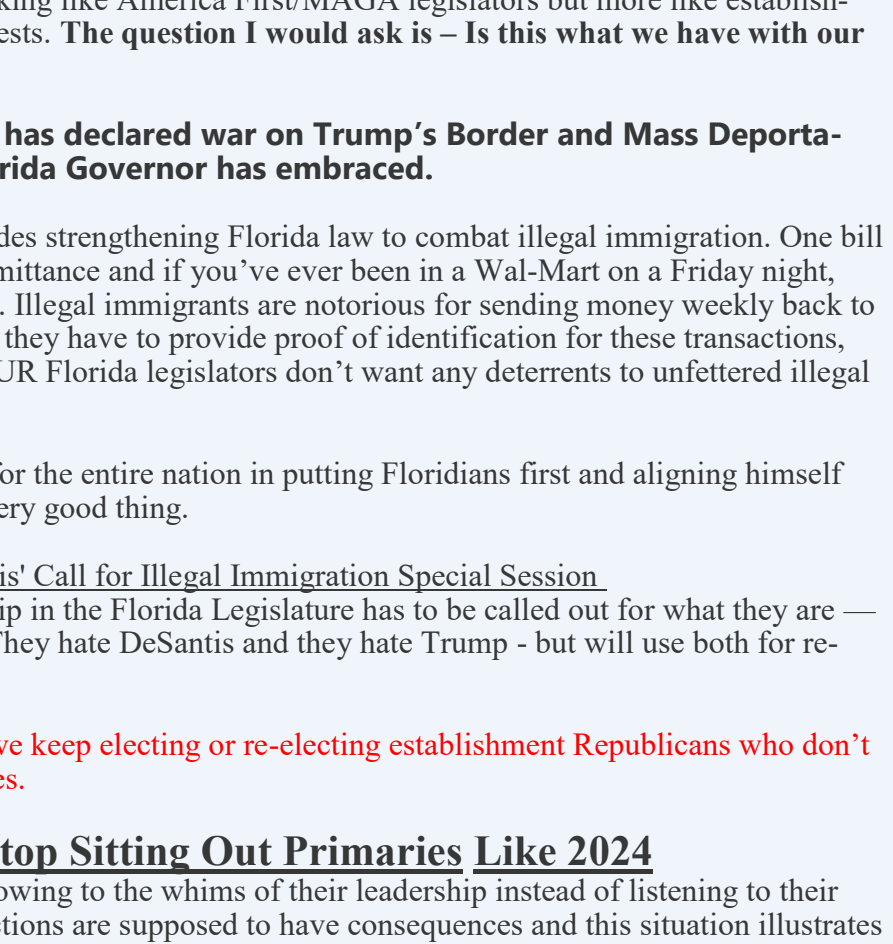 king like America First/MAGA legislators but more like establish-
ests. The question I would ask is – Is this what we have with our
has declared war on Trump's Border and Mass Deporta-
rida Governor has embraced.
des strengthening Florida law to combat illegal immigration. One bill
mittance and if you've ever been in a Wal-Mart on a Friday night,
. Illegal immigrants are notorious for sending money weekly back to
they have to provide proof of identification for these transactions,
UR Florida legislators don't want any deterrents to unfettered illegal
for the entire nation in putting Floridians first and aligning himself
ery good thing.
is' Call for Illegal Immigration Special Session
ip in the Florida Legislature has to be called out for what they are —
They hate DeSantis and they hate Trump - but will use both for re-
we keep electing or re-electing establishment Republicans who don't
es.
top Sitting Out Primaries Like 2024
owing to the whims of their leadership instead of listening to their
ctions are supposed to have consequences and this situation illustrates